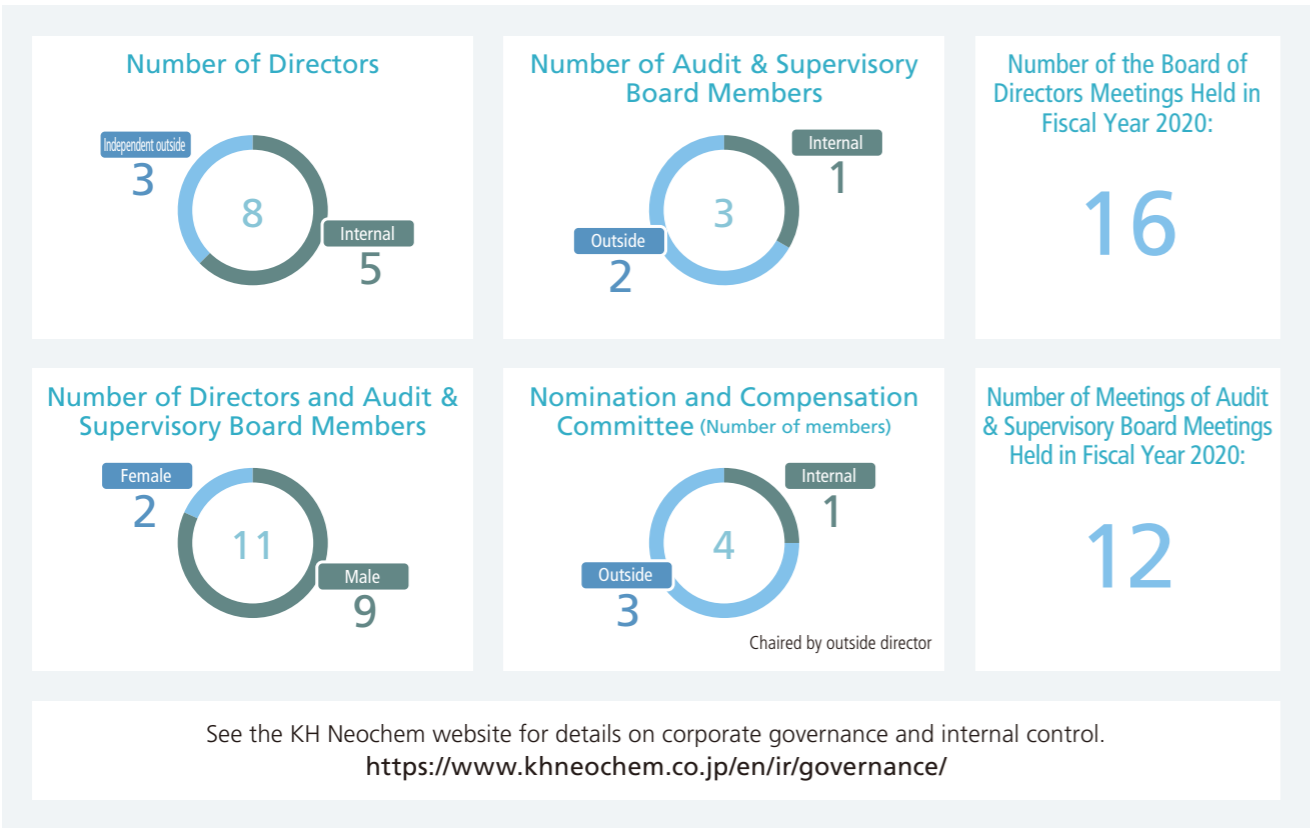 Number of Directors
Independent outside
3
8
Internal
5
Number of Audit & Supervisory
Board Members
Internal
1
3
Outside
2
Number of the Board of
Directors Meetings Held in
Fiscal Year 2020:
16
Number of Directors and Audit &
Supervisory Board Members
Female
2
11
Male
9
Nomination and Compensation
Committee (Number of members)
Internal
1
4
Outside
3
Chaired by outside director
Number of Meetings of Audit
& Supervisory Board Meetings
Held in Fiscal Year 2020:
12
See the KH Neochem website for details on corporate governance and internal control.
https://www.khneochem.co.jp/en/ir/governance/